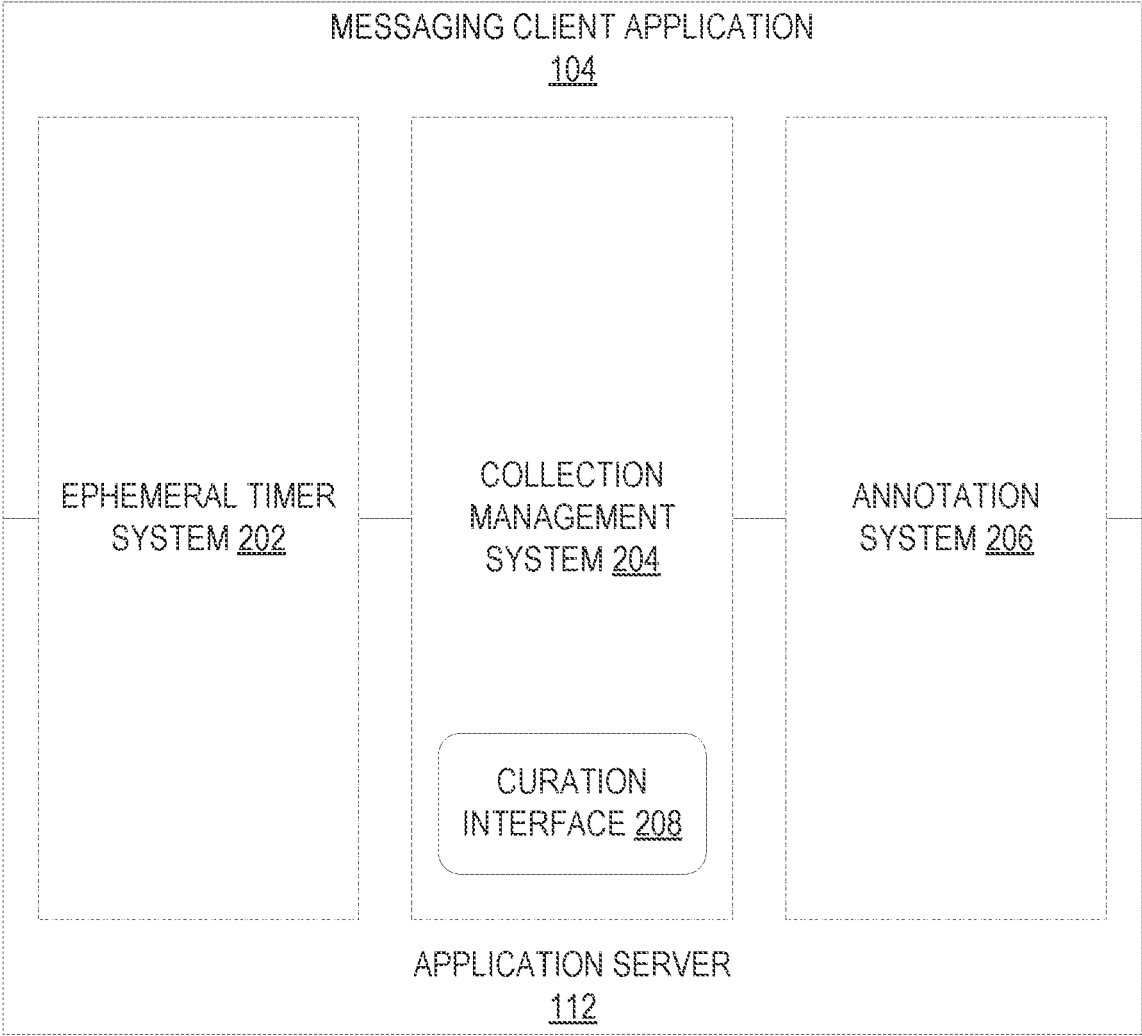 MESSAGING CLIENT APPLICATION
104
EPHEMERAL TIMER
SYSTEM 202
COLLECTION
MANAGEMENT
SYSTEM 204
CURATION
INTERFACE 208
ANNOTATION
SYSTEM 206
APPLICATION SERVER
112